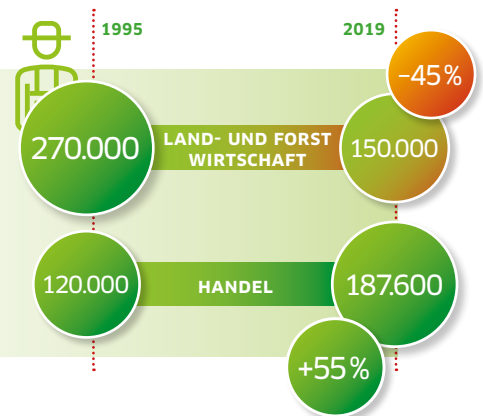 1995
2019
-45%
270.000
LAND- UND FORST
WIRTSCHAFT
150.000
120.000
HANDEL
187.600
+55%